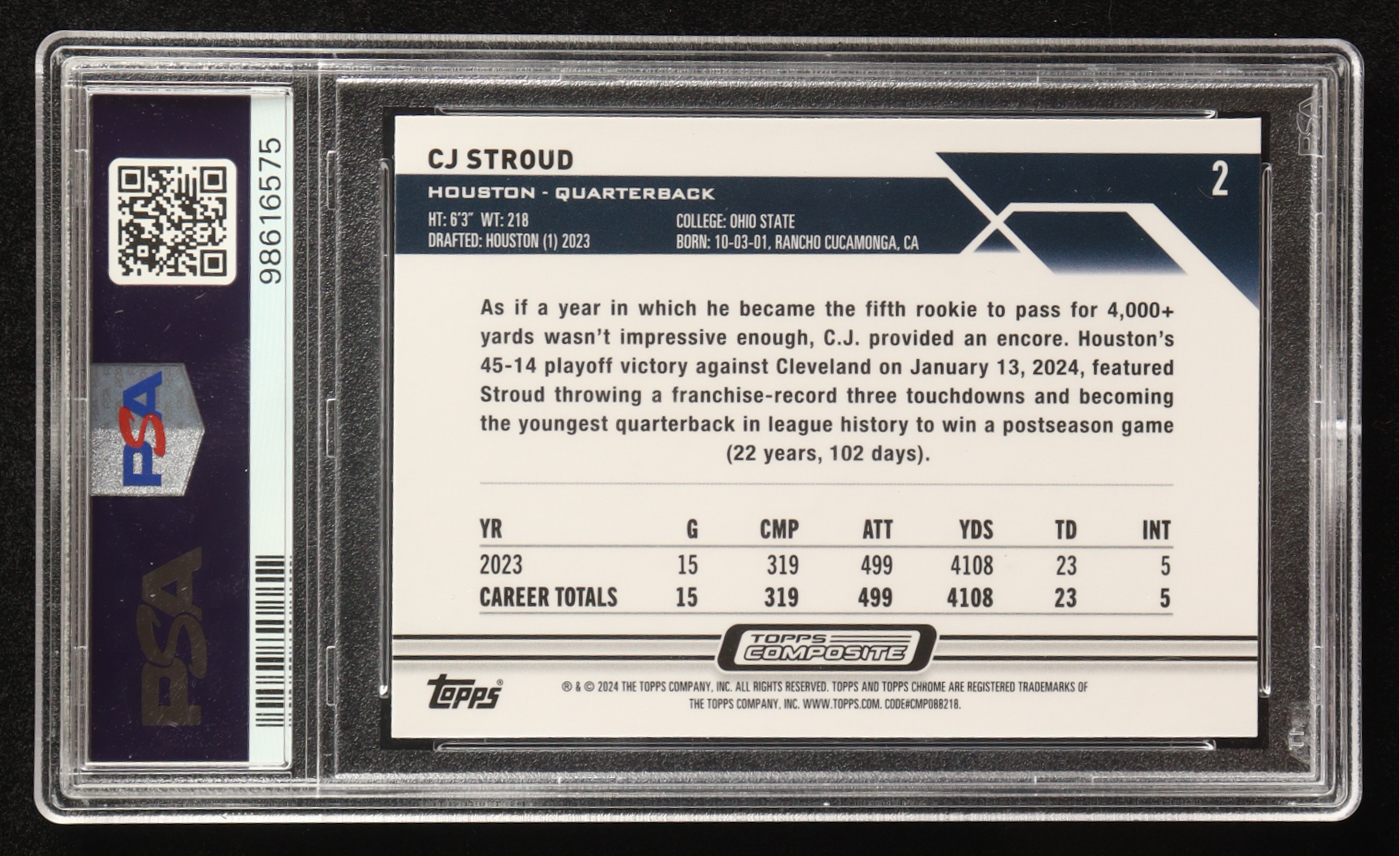 98616575
PSA
PSA
CJ STROUD
2
HOUSTON - QUARTERBACK
HT: 6'3" WT: 218
COLLEGE: OHIO STATE
DRAFTED: HOUSTON (1) 2023
BORN: 10-03-01, RANCHO CUCAMONGA, CA
As if a year in which he became the fifth rookie to pass for 4,000+
yards wasn't impressive enough, C.J. provided an encore. Houston's
45-14 playoff victory against Cleveland on January 13, 2024, featured
Stroud throwing a franchise-record three touchdowns and becoming
the youngest quarterback in league history to win a postseason game
(22 years, 102 days).
YR G CMP ATT YDS TD INT
2023 15 319 499 4108 23 5
CAREER TOTALS 15 319 499 4108 23 5
TOPPS
COMPOSITE
topps®
® & © 2024 THE TOPPS COMPANY, INC. ALL RIGHTS RESERVED. TOPPS AND TOPPS CHROME ARE REGISTERED TRADEMARKS OF
THE TOPPS COMPANY, INC. WWW.TOPPS.COM. CODE#CMP088218.
PSA